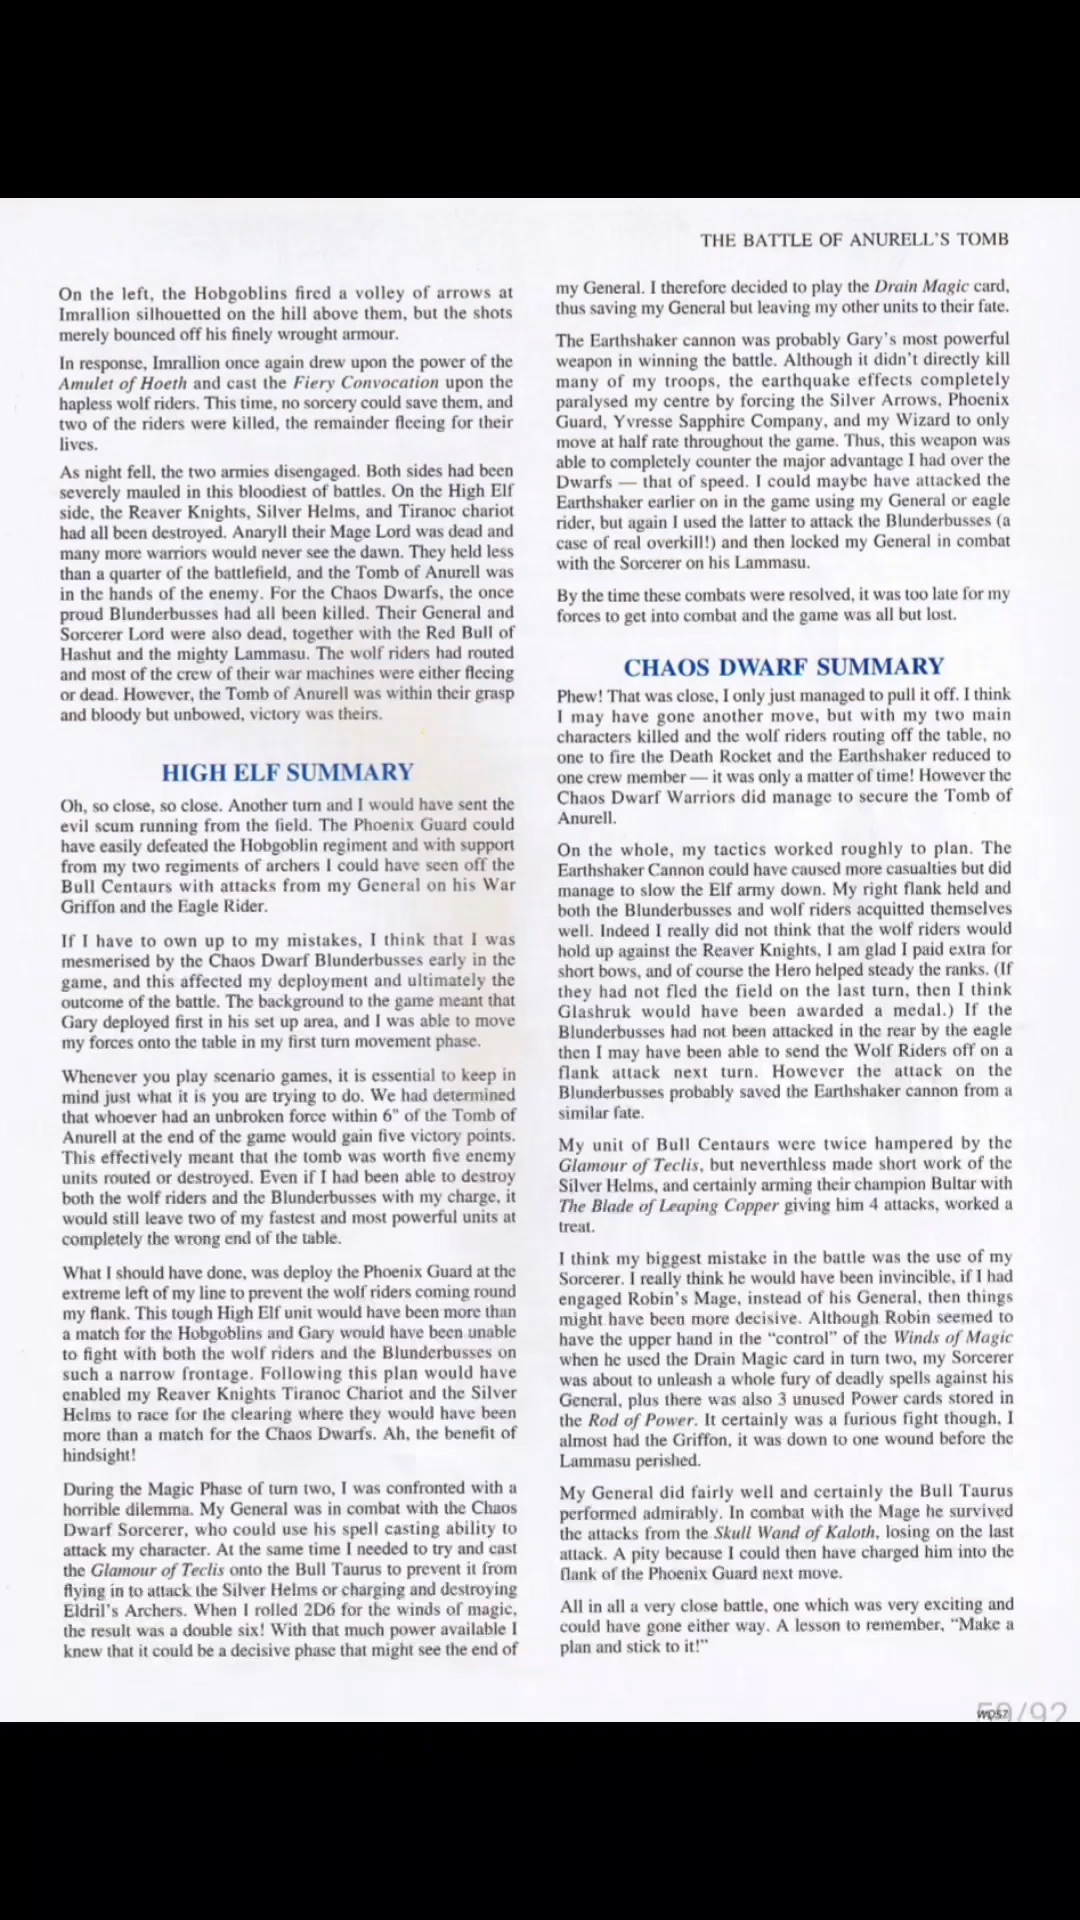 THE BATTLE OF ANURELL'S TOMB
On the left, the Hobgoblins fired a volley of arrows at
Imrallion silhouetted on the hill above them, but the shots
merely bounced off his finely wrought armour.
In response, Imrallion once again drew upon the power of the
Amulet of Hoeth and cast the Fiery Convocation upon the
hapless wolf riders. This time, no sorcery could save them, and
two of the riders were killed, the remainder fleeing for their
lives.
As night fell, the two armies disengaged. Both sides had been
severely mauled in this bloodiest of battles. On the High Elf
side, the Reaver Knights, Silver Helms, and Tiranoc chariot
had all been destroyed. Anaryll their Mage Lord was dead and
many more warriors would never see the dawn. They held less
than a quarter of the battlefield, and the Tomb of Anurell was
in the hands of the enemy. For the Chaos Dwarfs, the once
proud Blunderbusses had all been killed. Their General and
Sorcerer Lord were also dead, together with the Red Bull of
Hashut and the mighty Lammasu. The wolf riders had routed
and most of the crew of their war machines were either fleeing
or dead. However, the Tomb of Anurell was within their grasp
and bloody but unbowed, victory was theirs.
HIGH ELF SUMMARY
Oh, so close, so close. Another turn and I would have sent the
evil scum running from the field. The Phoenix Guard could
have easily defeated the Hobgoblin regiment and with support
from my two regiments of archers I could have seen off the
Bull Centaurs with attacks from my General on his War
Griffon and the Eagle Rider.
If I have to own up to my mistakes, I think that I was
mesmerised by the Chaos Dwarf Blunderbusses early in the
game, and this affected my deployment and ultimately the
outcome of the battle. The background to the game meant that
Gary deployed first in his set up area, and I was able to move
my forces onto the table in my first turn movement phase.
Whenever you play scenario games, it is essential to keep in
mind just what it is you are trying to do. We had determined
that whoever had an unbroken force within 6" of the Tomb of
Anurell at the end of the game would gain five victory points.
This effectively meant that the tomb was worth five enemy
units routed or destroyed. Even if I had been able to destroy
both the wolf riders and the Blunderbusses with my charge, it
would still leave two of my fastest and most powerful units at
completely the wrong end of the table.
What I should have done, was deploy the Phoenix Guard at the
extreme left of my line to prevent the wolf riders coming round
my flank. This tough High Elf unit would have been more than
a match for the Hobgoblins and Gary would have been unable
to fight with both the wolf riders and the Blunderbusses on
such a narrow frontage. Following this plan would have
enabled my Reaver Knights Tiranoc Chariot and the Silver
Helms to race for the clearing where they would have been
more than a match for the Chaos Dwarfs. Ah, the benefit of
hindsight!
During the Magic Phase of turn two, I was confronted with a
horrible dilemma. My General was in combat with the Chaos
Dwarf Sorcerer, who could use his spell casting ability to
attack my character. At the same time I needed to try and cast
the Glamour of Teclis onto the Bull Taurus to prevent it from
flying in to attack the Silver Helms or charging and destroying
Eldril's Archers. When I rolled 2D6 for the winds of magic,
the result was a double six! With that much power available I
knew that it could be a decisive phase that might see the end of
my General. I therefore decided to play the Drain Magic card,
thus saving my General but leaving my other units to their fate.
The Earthshaker cannon was probably Gary's most powerful
weapon in winning the battle. Although it didn't directly kill
many of my troops, the earthquake effects completely
paralysed my centre by forcing the Silver Arrows, Phoenix
Guard, Yvresse Sapphire Company, and my Wizard to only
move at half rate throughout the game. Thus, this weapon was
able to completely counter the major advantage I had over the
Dwarfs — that of speed. I could maybe have attacked the
Earthshaker earlier on in the game using my General or eagle
rider, but again I used the latter to attack the Blunderbusses (a
case of real overkill!) and then locked my General in combat
with the Sorcerer on his Lammasu.
By the time these combats were resolved, it was too late for my
forces to get into combat and the game was all but lost.
CHAOS DWARF SUMMARY
Phew! That was close, I only just managed to pull it off. I think
I may have gone another move, but with my two main
characters killed and the wolf riders routing off the table, no
one to fire the Death Rocket and the Earthshaker reduced to
one crew member — it was only a matter of time! However the
Chaos Dwarf Warriors did manage to secure the Tomb of
Anurell.
On the whole, my tactics worked roughly to plan. The
Earthshaker Cannon could have caused more casualties but did
manage to slow the Elf army down. My right flank held and
both the Blunderbusses and wolf riders acquitted themselves
well. Indeed I really did not think that the wolf riders would
hold up against the Reaver Knights, I am glad I paid extra for
short bows, and of course the Hero helped steady the ranks. (If
they had not fled the field on the last turn, then I think
Glashruk would have been awarded a medal.) If the
Blunderbusses had not been attacked in the rear by the eagle
then I may have been able to send the Wolf Riders off on a
flank attack next turn. However the attack on the
Blunderbusses probably saved the Earthshaker cannon from a
similar fate.
My unit of Bull Centaurs were twice hampered by the
Glamour of Teclis, but neverthless made short work of the
Silver Helms, and certainly arming their champion Bultar with
The Blade of Leaping Copper giving him 4 attacks, worked a
treat.
I think my biggest mistake in the battle was the use of my
Sorcerer. I really think he would have been invincible, if I had
engaged Robin's Mage, instead of his General, then things
might have been more decisive. Although Robin seemed to
have the upper hand in the "control" of the Winds of Magic
when he used the Drain Magic card in turn two, my Sorcerer
was about to unleash a whole fury of deadly spells against his
General, plus there was also 3 unused Power cards stored in
the Rod of Power. It certainly was a furious fight though, I
almost had the Griffon, it was down to one wound before the
Lammasu perished.
My General did fairly well and certainly the Bull Taurus
performed admirably. In combat with the Mage he survived
the attacks from the Skull Wand of Kaloth, losing on the last
attack. A pity because I could then have charged him into the
flank of the Phoenix Guard next move.
All in all a very close battle, one which was very exciting and
could have gone either way. A lesson to remember, "Make a
plan and stick to it!"
WD57
59/92